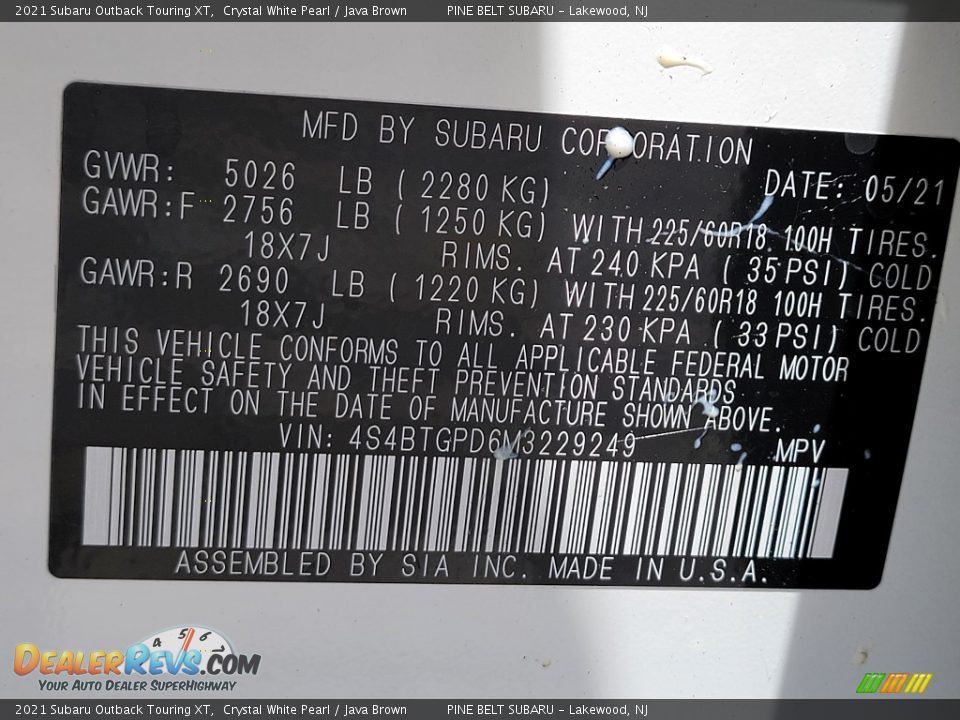 2021 Subaru Outback Touring XT, Crystal White Pearl / Java Brown PINE BELT SUBARU - Lakewood, NJ
MFD BY SUBARU CORPORATION
GVWR: 5026 LB ( 2280 KG) DATE: 05/21
GAWR:F 2756 LB ( 1250 KG) WITH 225/60R18 100H TIRES.
18X7J RIMS. AT 240 KPA ( 35 PSI) COLD
GAWR:R 2690 LB ( 1220 KG) WITH 225/60R18 100H TIRES.
18X7J RIMS. AT 230 KPA ( 33 PSI) COLD
THIS VEHICLE CONFORMS TO ALL APPLICABLE FEDERAL MOTOR
VEHICLE SAFETY AND THEFT PREVENTION STANDARDS
IN EFFECT ON THE DATE OF MANUFACTURE SHOWN ABOVE.
VIN: 4S4BTGPD6M3229249 MPV
ASSEMBLED BY SIA INC. MADE IN U.S.A.
4 5 6 7
DEALERREVS.COM
YOUR AUTO DEALER SUPERHIGHWAY
2021 Subaru Outback Touring XT, Crystal White Pearl / Java Brown PINE BELT SUBARU - Lakewood, NJ